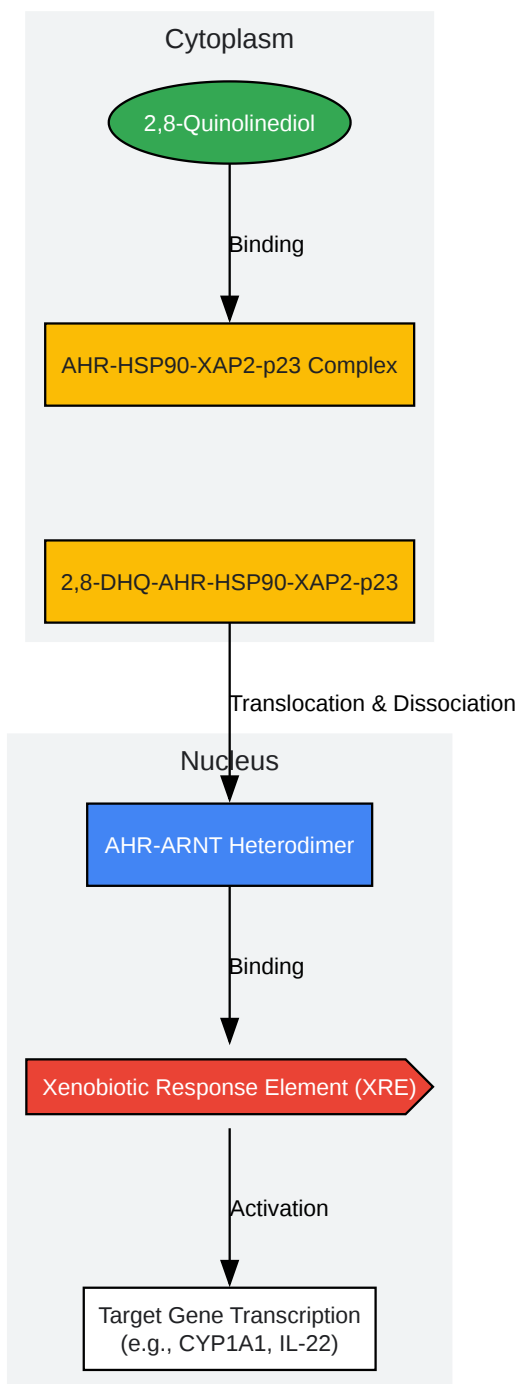 Cytoplasm
2,8-Quinolinediol
Binding
AHR-HSP90-XAP2-p23 Complex
2,8-DHQ-AHR-HSP90-XAP2-p23
Translocation & Dissociation
Nucleus
AHR-ARNT Heterodimer
Binding
Xenobiotic Response Element (XRE)
Activation
Target Gene Transcription
(e.g., CYP1A1, IL-22)